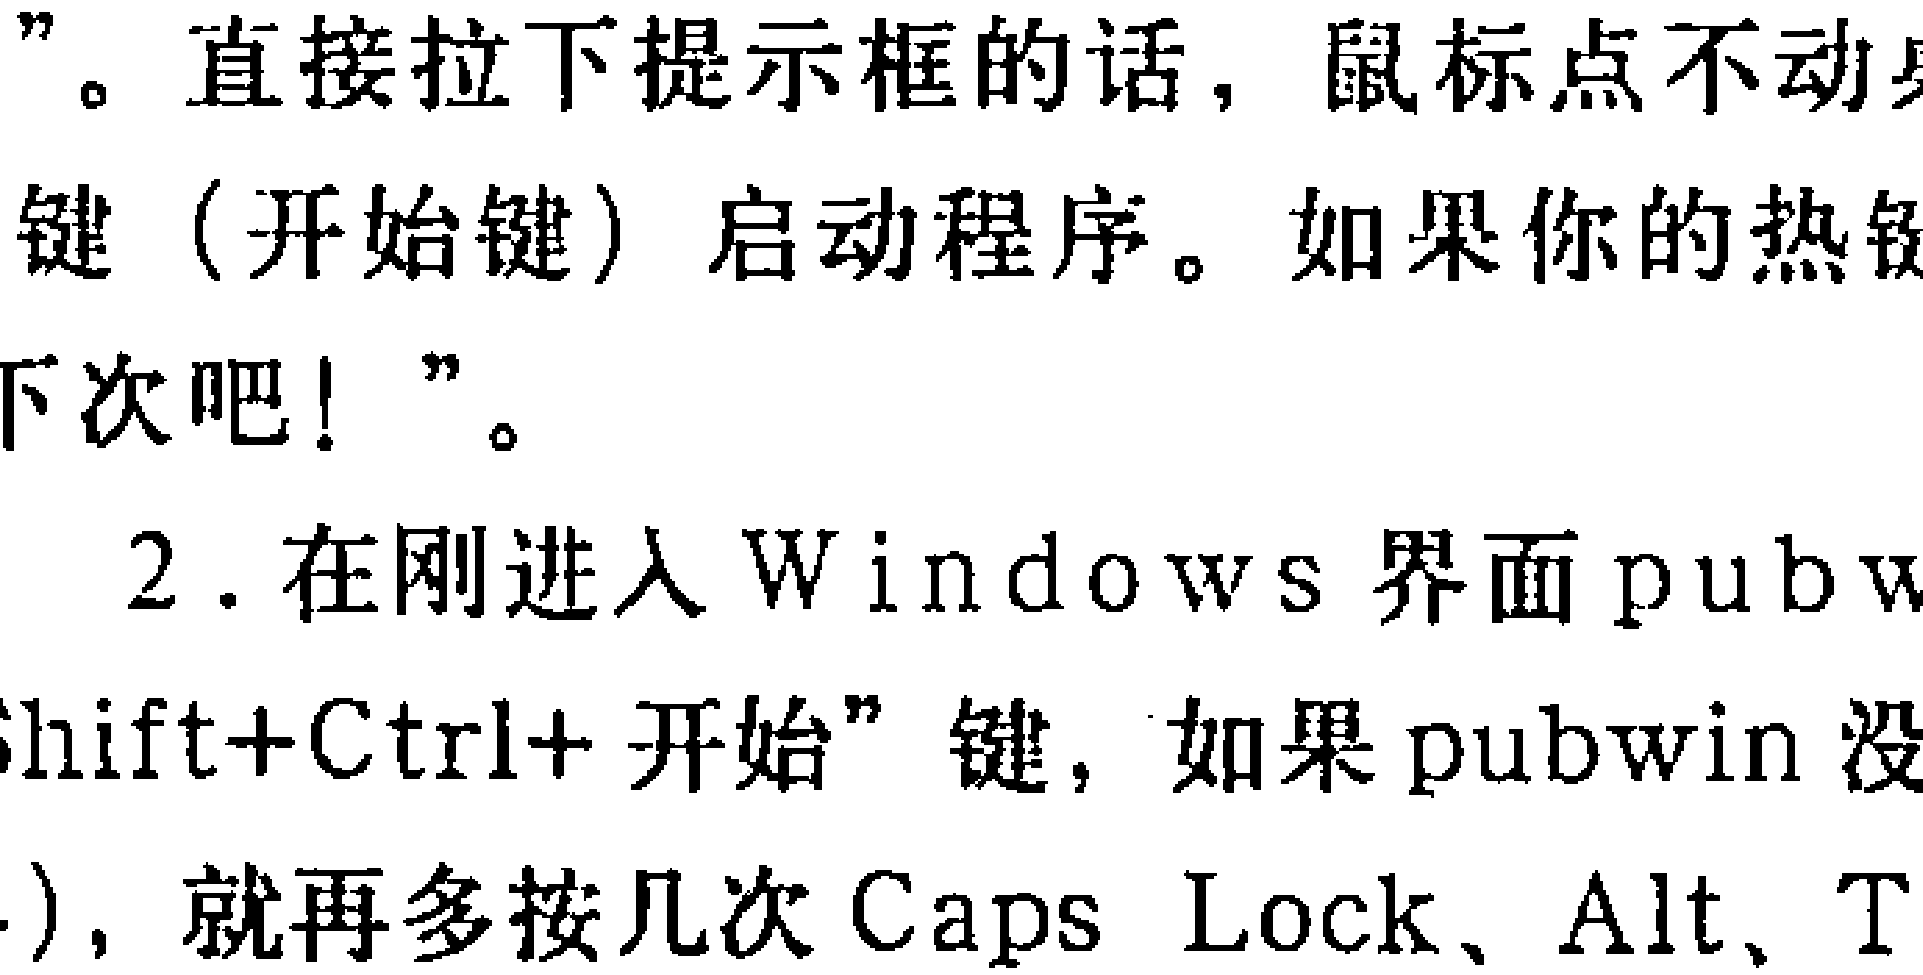 ”。直接拉下提示框的话，鼠标点不动
键（开始键）启动程序。如果你的热键
下次吧！”。
2．在刚进入 Windows 界面 pubw
Shift+Ctrl+ 开始” 键，如果 pubwin 没
），就再多按几次 Caps Lock、Alt、T